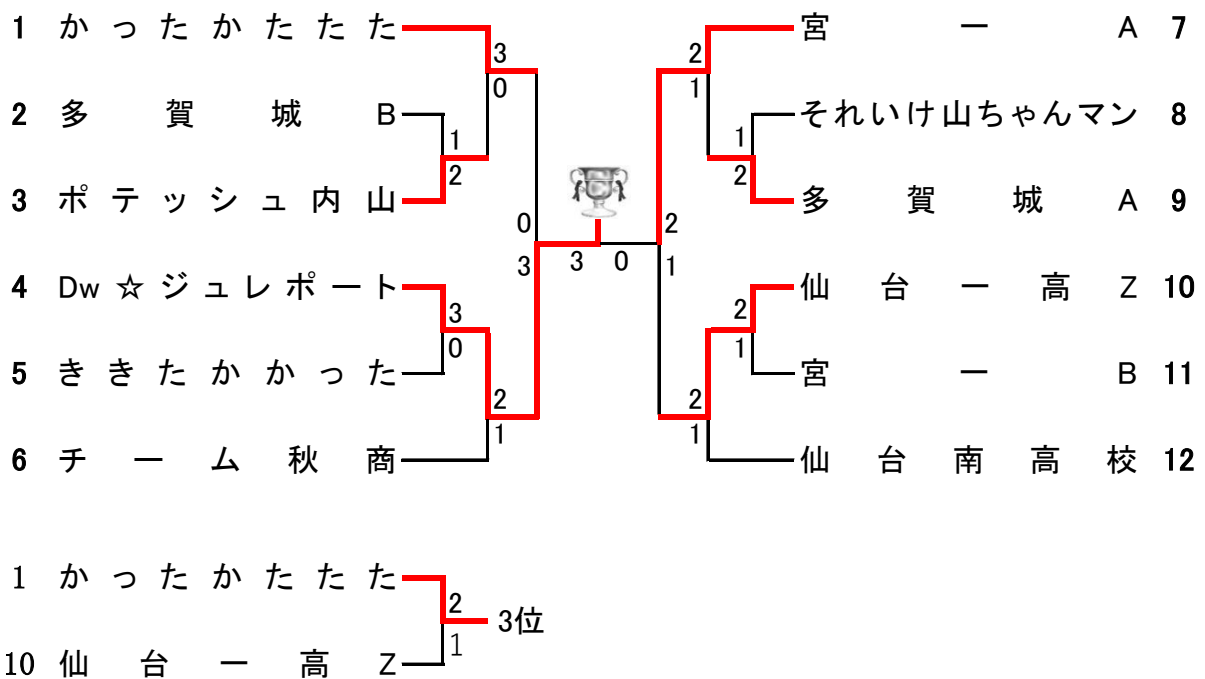 1 かったかたたた
3
0
2 多賀城B
1
2
3 ポテッシュ内山
0
3
4 Dw☆ジュレポート
3
0
5 ききたかかった
2
1
6 チーム秋商
3 0
宮一A 7
2
1
それいけ山ちゃんマン 8
1
2
多賀城A 9
2
1
仙台一高Z 10
2
1
宮一B 11
2
1
仙台南高校 12
1 かったかたたた
2
1
3位
10 仙台一高Z